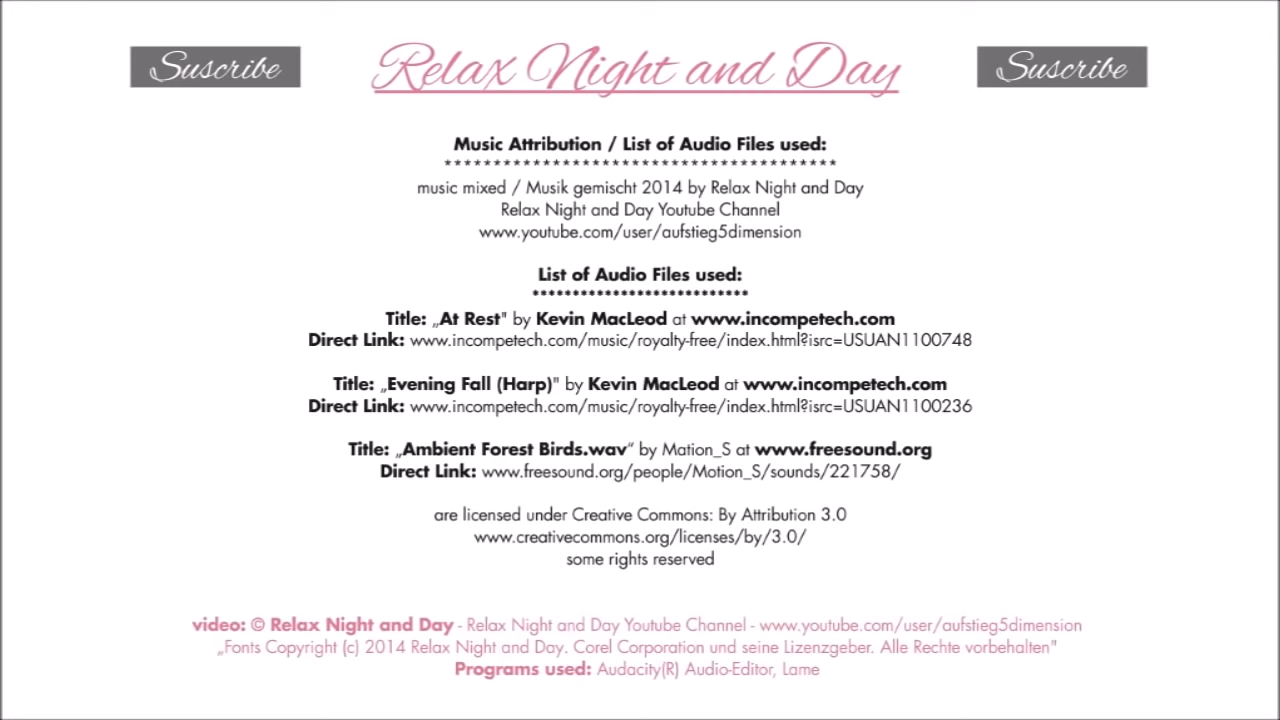 Suscribe
Relax Night and Day
Suscribe
Music Attribution / List of Audio Files used:
****************************************
music mixed / Musik gemischt 2014 by Relax Night and Day
Relax Night and Day Youtube Channel
www.youtube.com/user/aufstieg5dimension
List of Audio Files used:
***************************
Title: „At Rest" by Kevin MacLeod at www.incompetech.com
Direct Link: www.incompetech.com/music/royalty-free/index.html?isrc=USUAN1100748
Title: „Evening Fall (Harp)" by Kevin MacLeod at www.incompetech.com
Direct Link: www.incompetech.com/music/royalty-free/index.html?isrc=USUAN1100236
Title: „Ambient Forest Birds.wav“ by Mation_S at www.freesound.org
Direct Link: www.freesound.org/people/Motion_S/sounds/221758/
are licensed under Creative Commons: By Attribution 3.0
www.creativecommons.org/licenses/by/3.0/
some rights reserved
video: © Relax Night and Day - Relax Night and Day Youtube Channel - www.youtube.com/user/aufstieg5dimension
„Fonts Copyright (c) 2014 Relax Night and Day. Corel Corporation und seine Lizenzgeber. Alle Rechte vorbehalten"
Programs used: Audacity(R) Audio-Editor, Lame